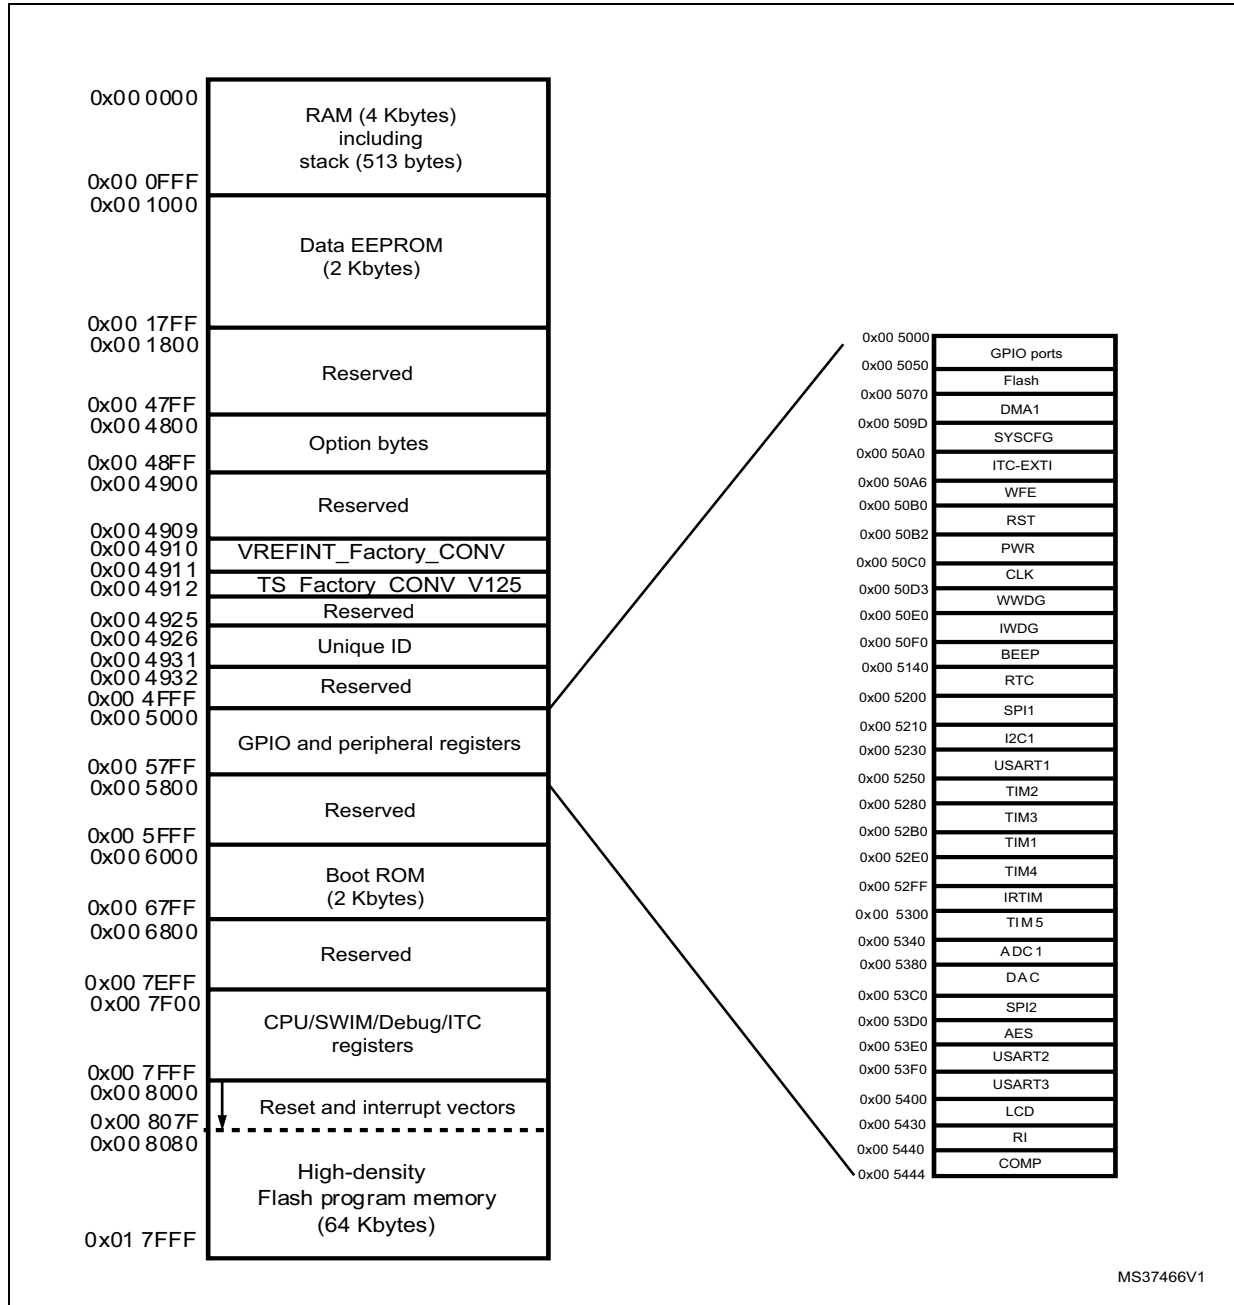 0x00 0000
RAM (4 Kbytes)
including
stack (513 bytes)
0x00 0FFF
0x00 1000
Data EEPROM
(2 Kbytes)
0x00 17FF
0x00 1800
Reserved
0x00 47FF
0x00 4800
Option bytes
0x00 48FF
0x00 4900
Reserved
0x00 4909
0x00 4910
VREFINT_Factory_CONV
0x00 4911
0x00 4912
TS_Factory_CONV_V125
Reserved
0x00 4925
0x00 4926
Unique ID
0x00 4931
0x00 4932
Reserved
0x00 4FFF
0x00 5000
GPIO and peripheral registers
0x00 57FF
0x00 5800
Reserved
0x00 5FFF
0x00 6000
Boot ROM
(2 Kbytes)
0x00 67FF
0x00 6800
Reserved
0x00 7EFF
0x00 7F00
CPU/SWIM/Debug/ITC
registers
0x00 7FFF
0x00 8000
Reset and interrupt vectors
0x00 807F
0x00 8080
High-density
Flash program memory
(64 Kbytes)
0x01 7FFF
0x00 5000
GPIO ports
0x00 5050
Flash
0x00 5070
DMA1
0x00 509D
SYSCFG
0x00 50A0
ITC-EXTI
0x00 50A6
WFE
0x00 50B0
RST
0x00 50B2
PWR
0x00 50C0
CLK
0x00 50D3
WWDG
0x00 50E0
IWDG
0x00 50F0
BEEP
0x00 5140
RTC
0x00 5200
SPI1
0x00 5210
I2C1
0x00 5230
USART1
0x00 5250
TIM2
0x00 5280
TIM3
0x00 52B0
TIM1
0x00 52E0
TIM4
0x00 52FF
IRTIM
0x00 5300
TIM5
0x00 5340
ADC1
0x00 5380
DAC
0x00 53C0
SPI2
0x00 53D0
AES
0x00 53E0
USART2
0x00 53F0
USART3
0x00 5400
LCD
0x00 5430
RI
0x00 5440
COMP
0x00 5444
MS37466V1